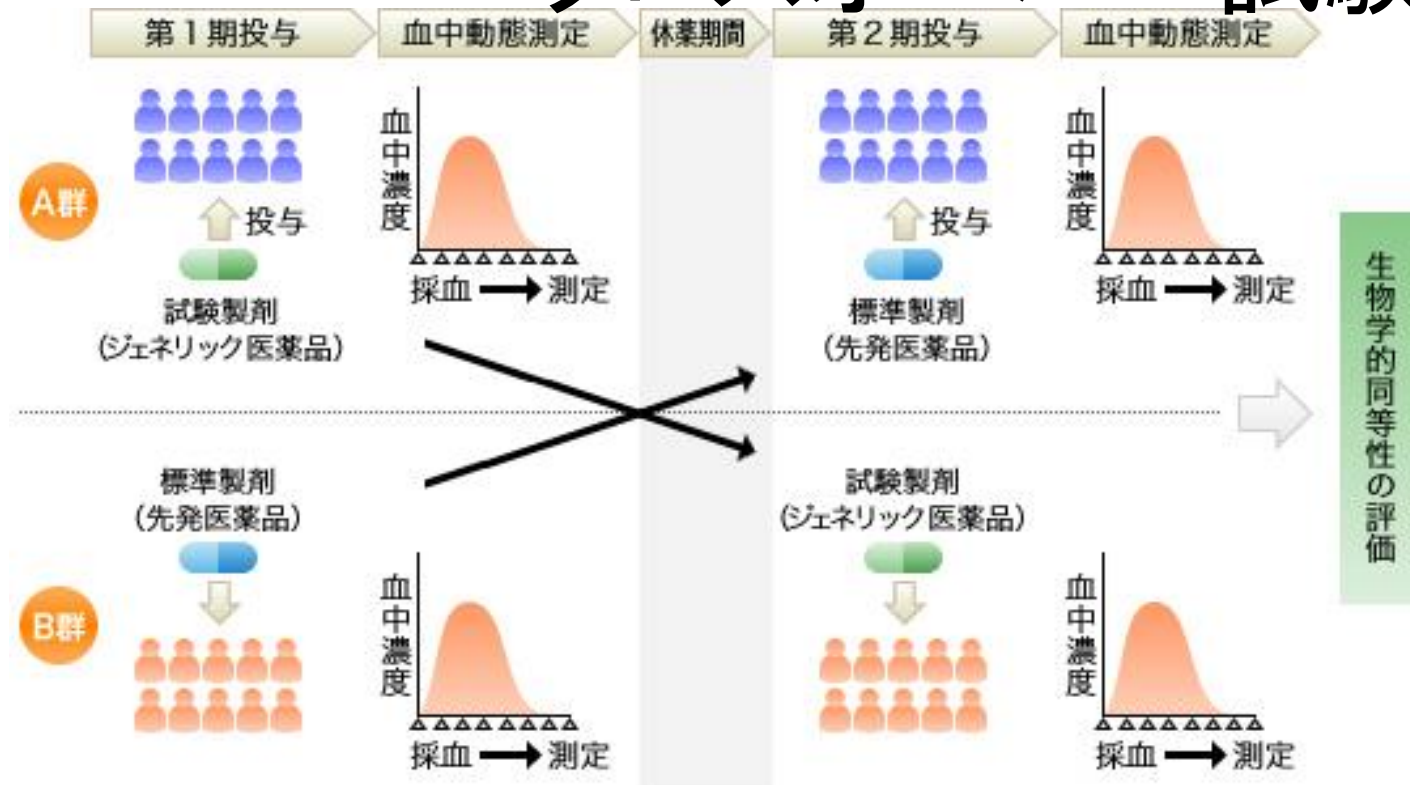 試験
第1期投与
血中動態測定
休薬期間
第2期投与
血中動態測定
A群
投与
試験製剤
(ジェネリック医薬品)
血中濃度
採血 → 測定
投与
標準製剤
(先発医薬品)
血中濃度
採血 → 測定
B群
標準製剤
(先発医薬品)
血中濃度
採血 → 測定
試験製剤
(ジェネリック医薬品)
血中濃度
採血 → 測定
生物学的同等性の評価